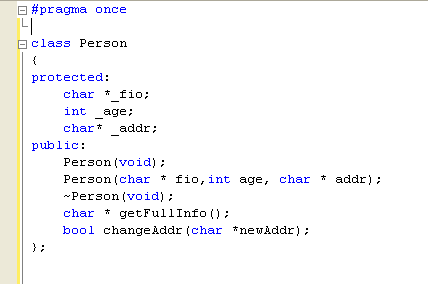 #pragma once
class Person
{
protected:
    char *_fio;
    int _age;
    char* _addr;
public:
    Person(void);
    Person(char * fio,int age, char * addr);
    ~Person(void);
    char * getFullInfo();
    bool changeAddr(char *newAddr);
};